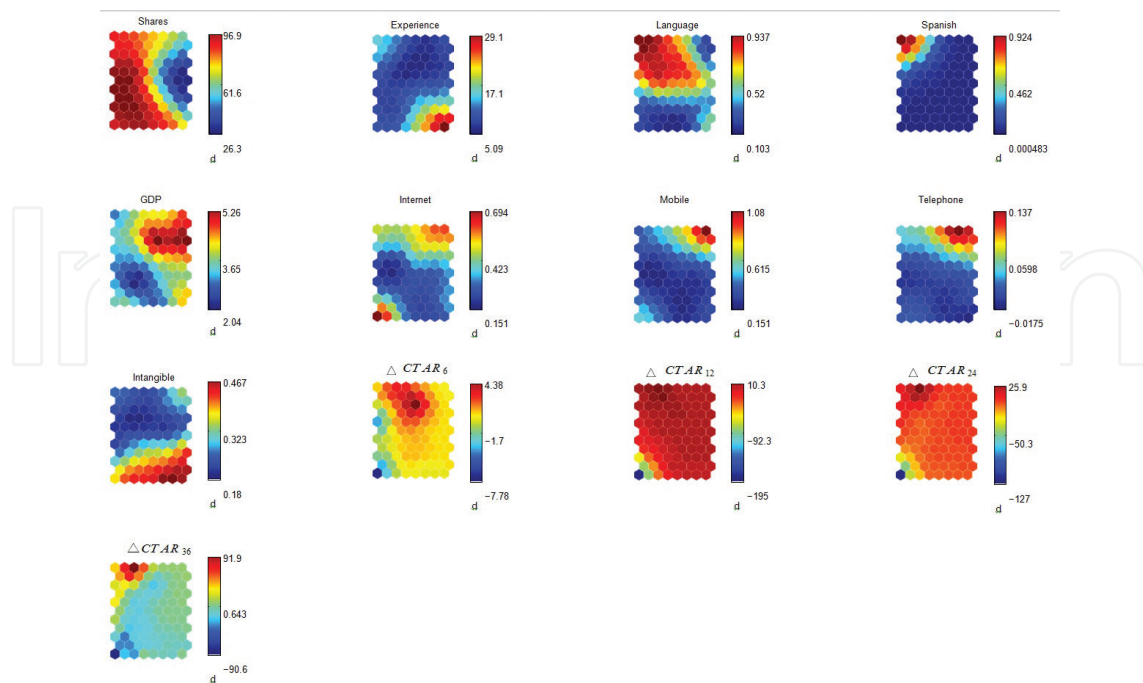 Shares
96.9
61.6
26.3
d
Experience
29.1
17.1
5.09
d
Language
0.937
0.52
0.103
d
Spanish
0.924
0.462
0.000483
d
GDP
5.26
3.65
2.04
d
Internet
0.694
0.423
0.151
d
Mobile
1.08
0.615
0.151
d
Telephone
0.137
0.0598
−0.0175
d
Intangible
0.467
0.323
0.18
d
△ CTAR 6
4.38
−1.7
−7.78
d
△ CTAR 12
10.3
−92.3
−195
d
△ CTAR 24
25.9
−50.3
−127
d
△ CTAR 36
91.9
0.643
−90.6
d